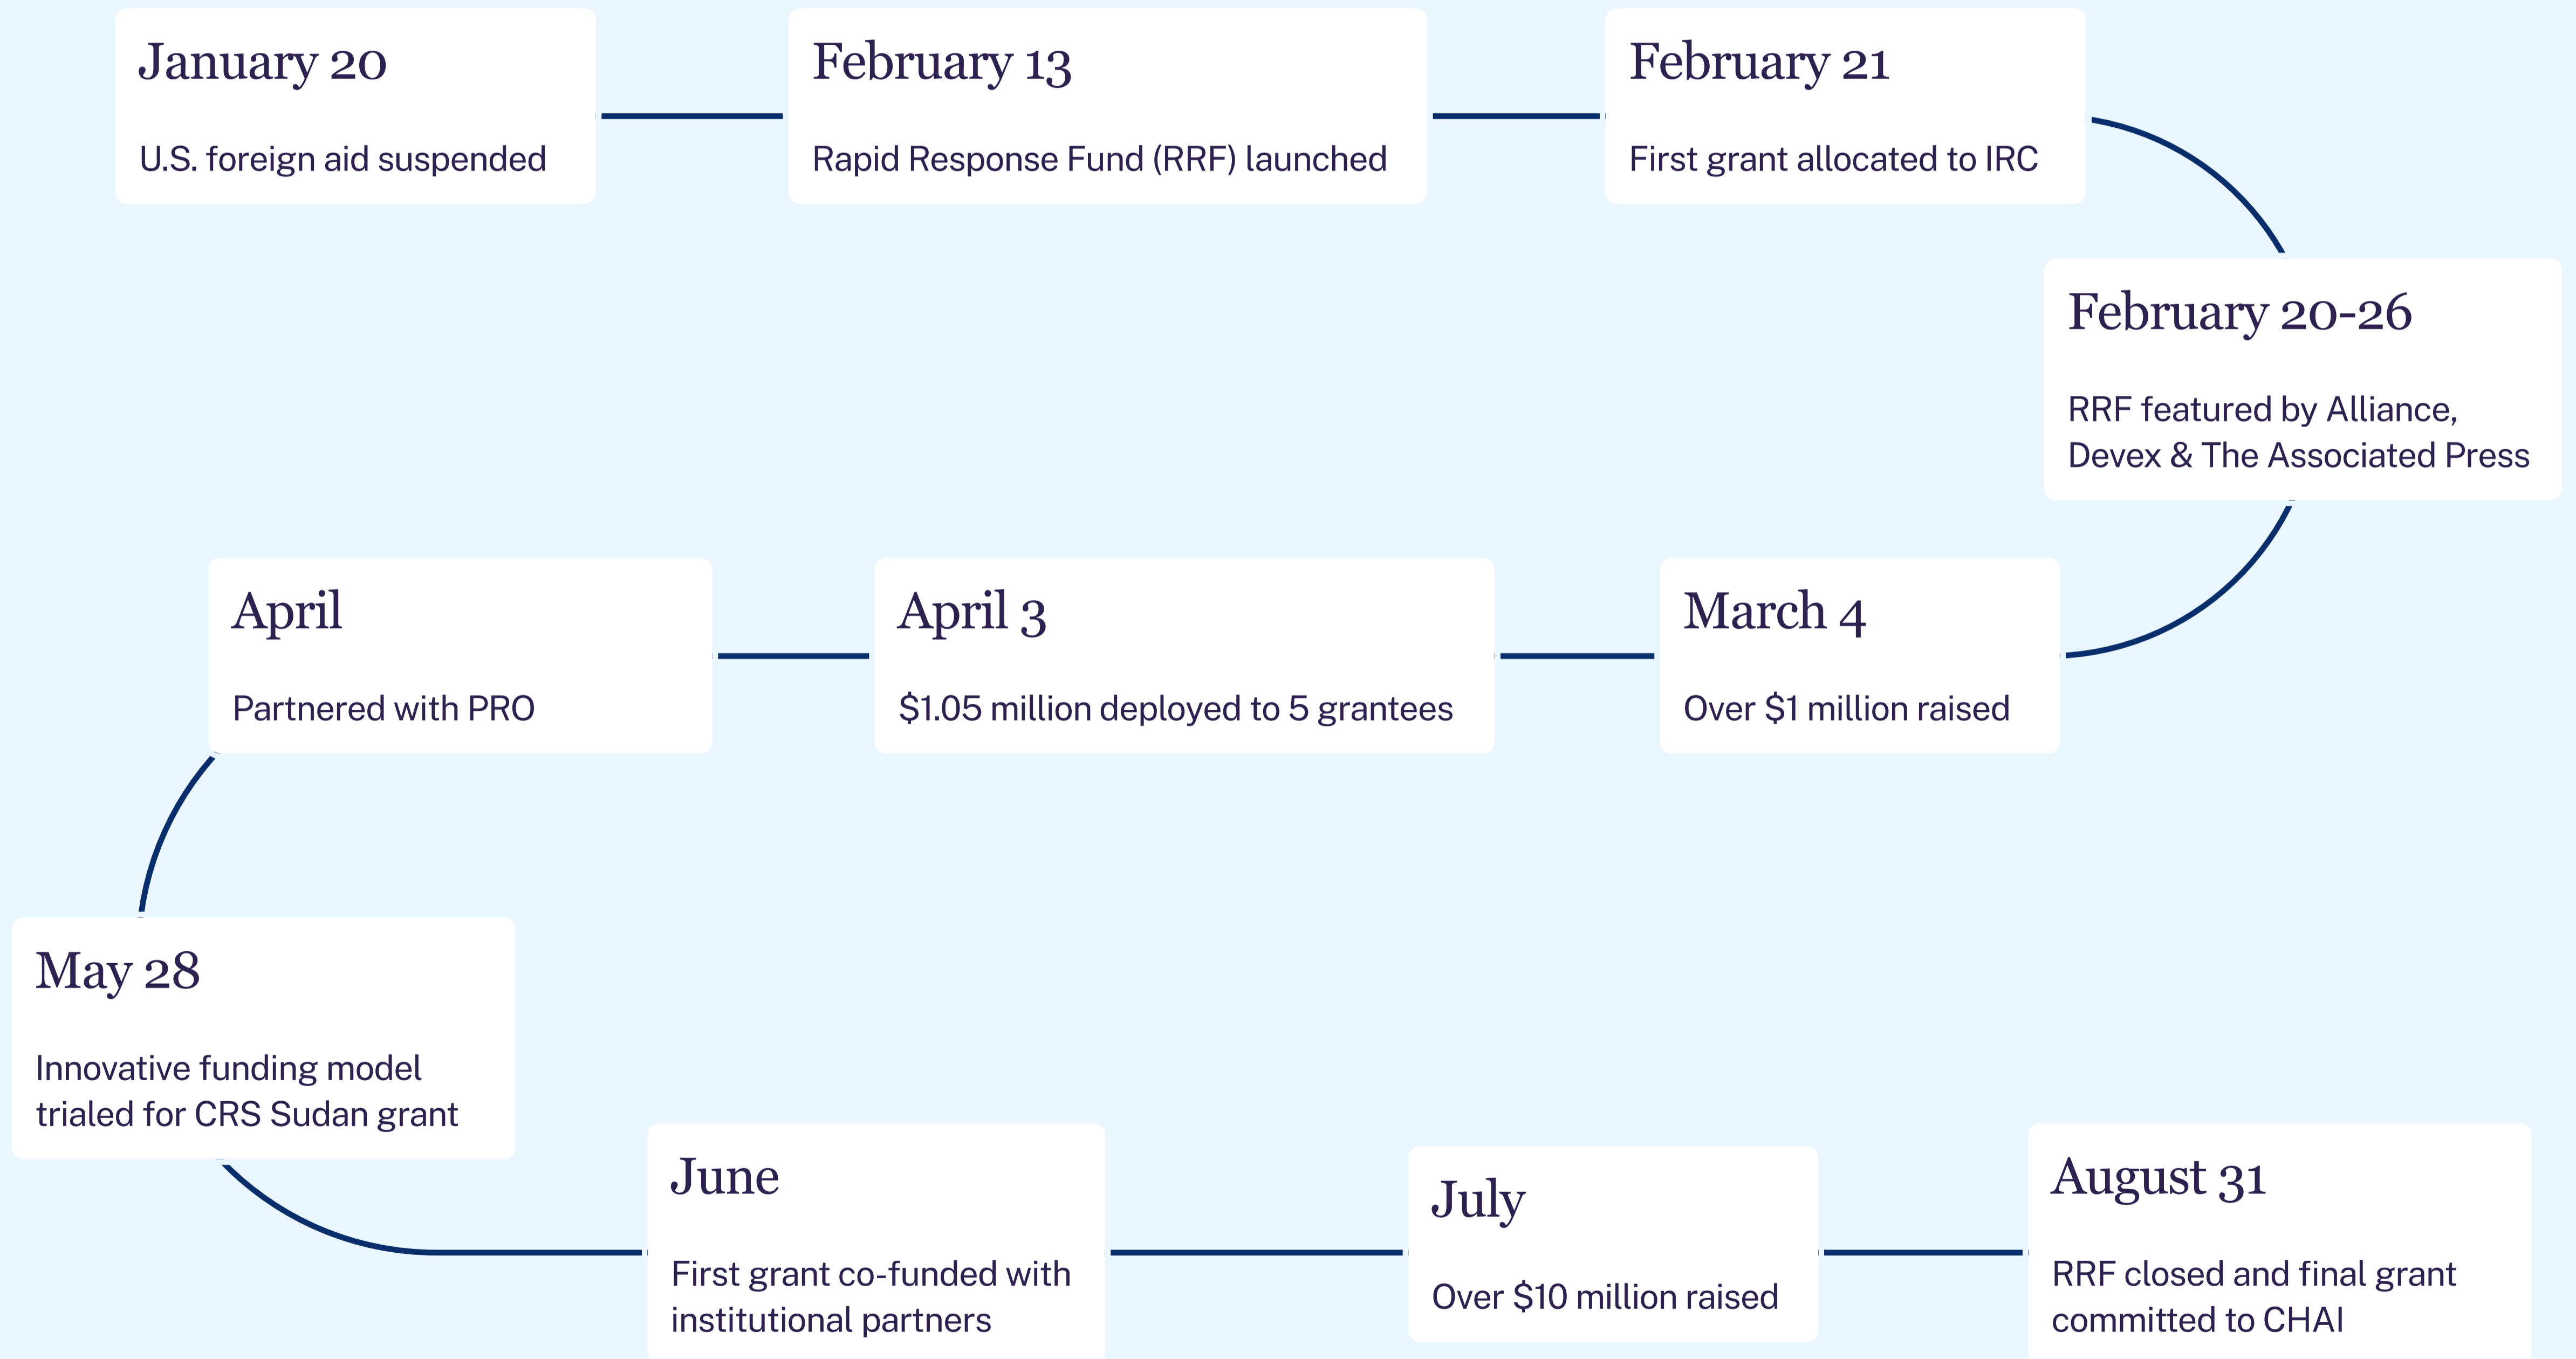 January 20
U.S. foreign aid suspended
February 13
Rapid Response Fund (RRF) launched
February 21
First grant allocated to IRC
February 20-26
RRF featured by Alliance,
Devex & The Associated Press
March 4
Over $1 million raised
April 3
$1.05 million deployed to 5 grantees
April
Partnered with PRO
May 28
Innovative funding model
trialed for CRS Sudan grant
June
First grant co-funded with
institutional partners
July
Over $10 million raised
August 31
RRF closed and final grant
committed to CHAI